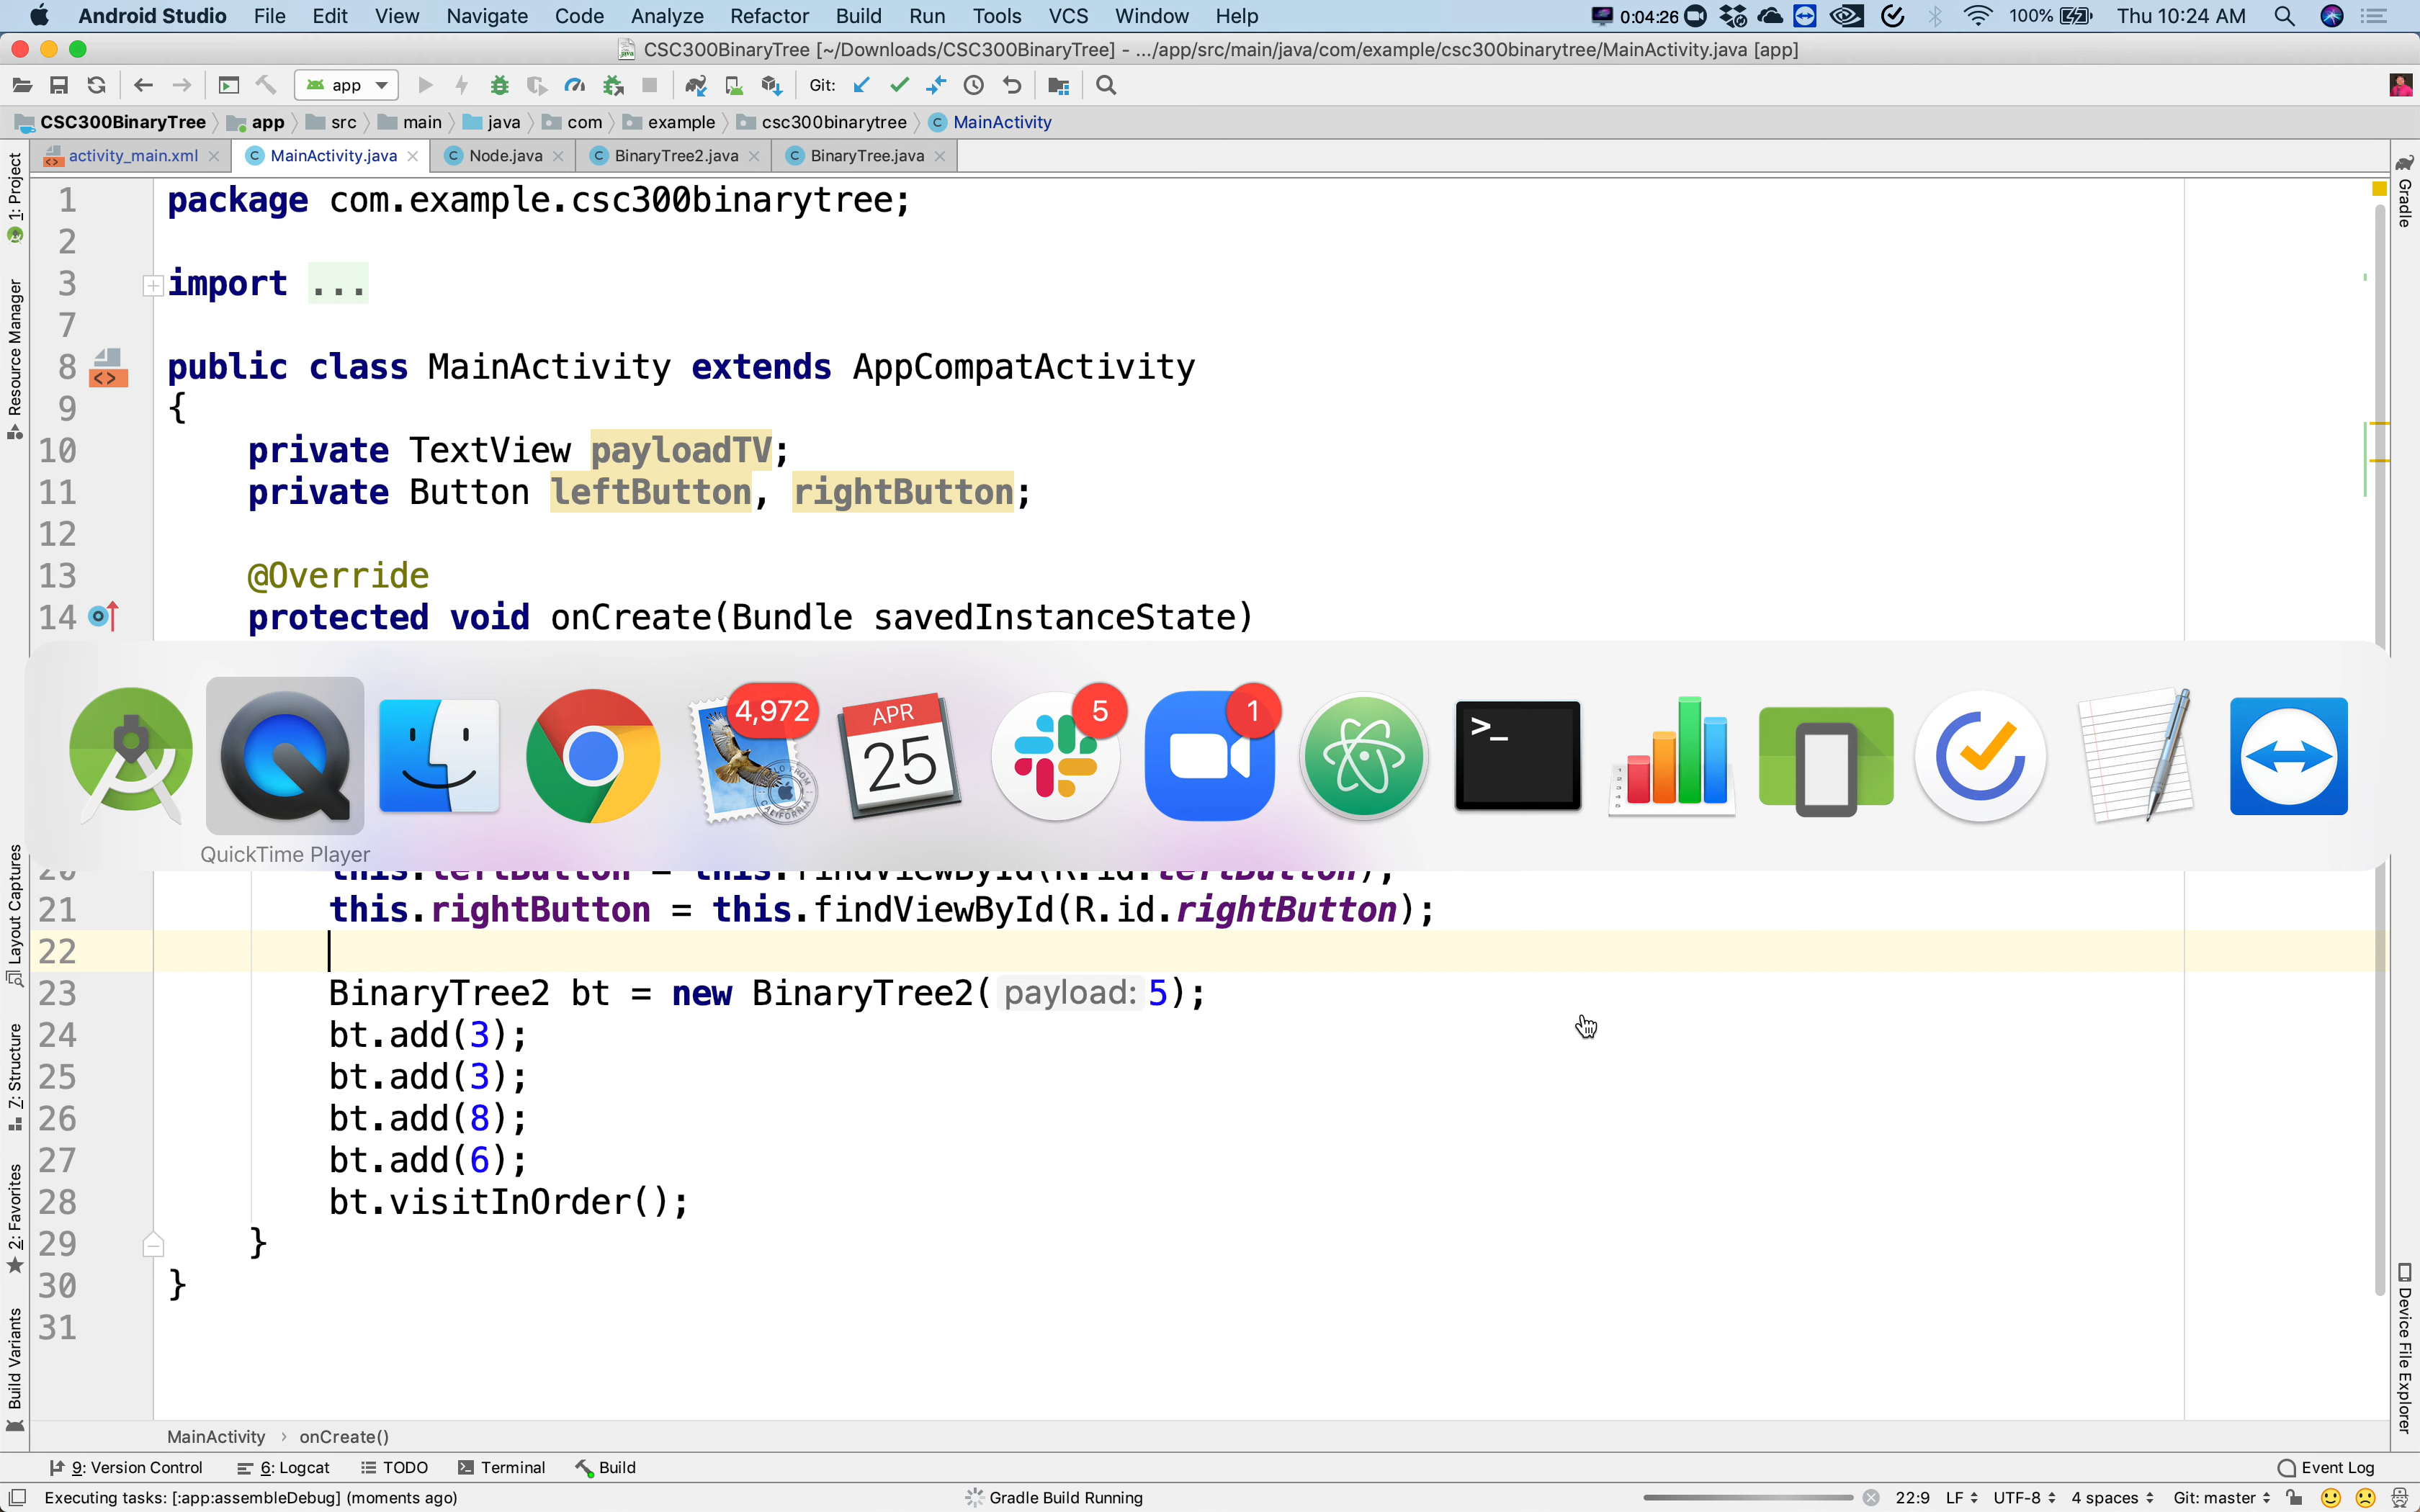 Android Studio File Edit View Navigate Code Analyze Refactor Build Run Tools VCS Window Help 0:04:26 100% Thu 10:24 AM
CSC300BinaryTree [~/Downloads/CSC300BinaryTree] - .../app/src/main/java/com/example/csc300binarytree/MainActivity.java [app]
app Git:
CSC300BinaryTree app src main java com example csc300binarytree MainActivity
activity_main.xml MainActivity.java Node.java BinaryTree2.java BinaryTree.java
1: Project
Resource Manager
Layout Captures
7: Structure
2: Favorites
Build Variants
Gradle
Device File Explorer
1 package com.example.csc300binarytree;
2
3 import ...
7
8 public class MainActivity extends AppCompatActivity
9 {
10 private TextView payloadTV;
11 private Button leftButton, rightButton;
12
13 @Override
14 protected void onCreate(Bundle savedInstanceState)
4,972
APR
25
5
1
>_
QuickTime Player
20 this.leftButton = this.findViewById(R.id.leftButton);
21 this.rightButton = this.findViewById(R.id.rightButton);
22
23 BinaryTree2 bt = new BinaryTree2( payload: 5);
24 bt.add(3);
25 bt.add(3);
26 bt.add(8);
27 bt.add(6);
28 bt.visitInOrder();
29 }
30 }
31
MainActivity › onCreate()
9: Version Control 6: Logcat TODO Terminal Build Event Log
Executing tasks: [:app:assembleDebug] (moments ago) Gradle Build Running 22:9 LF UTF-8 4 spaces Git: master